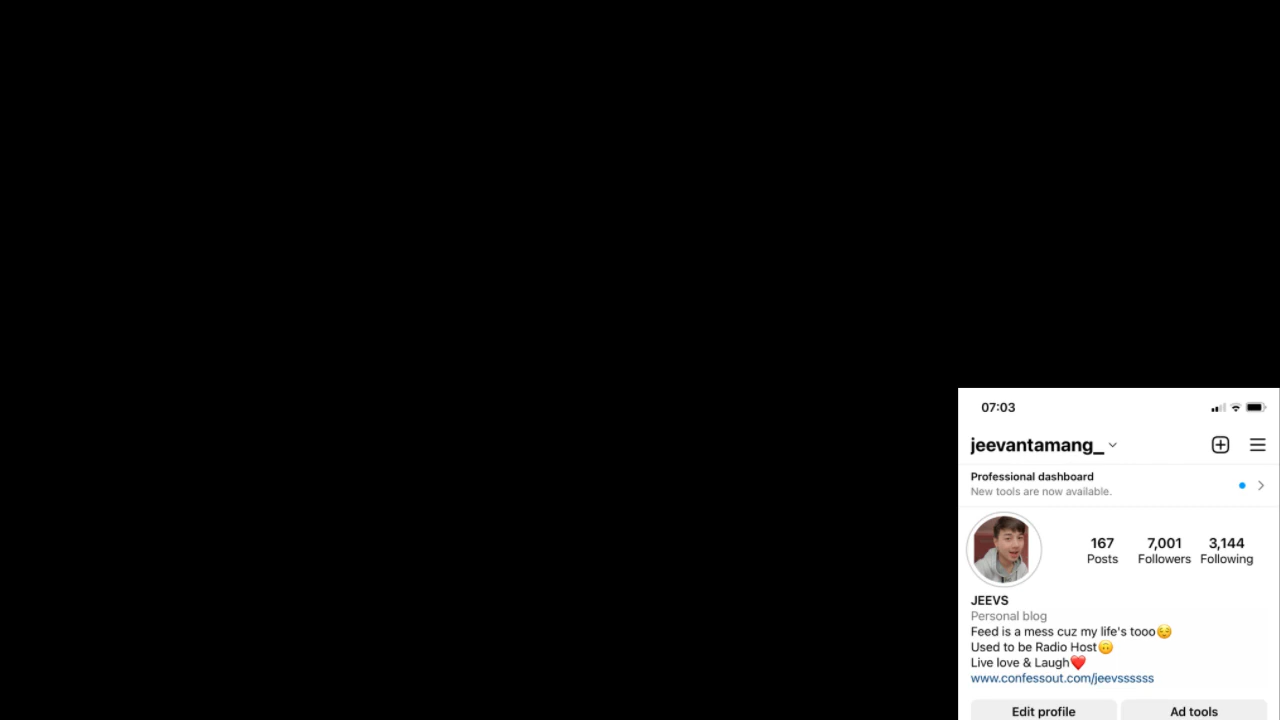 07:03
jeevantamang_
Professional dashboard
New tools are now available.
167 7,001 3,144
Posts Followers Following
JEEVS
Personal blog
Feed is a mess cuz my life's tooo😌
Used to be Radio Host🙃
Live love & Laugh❤️
www.confessout.com/jeevssssss
Edit profile Ad tools